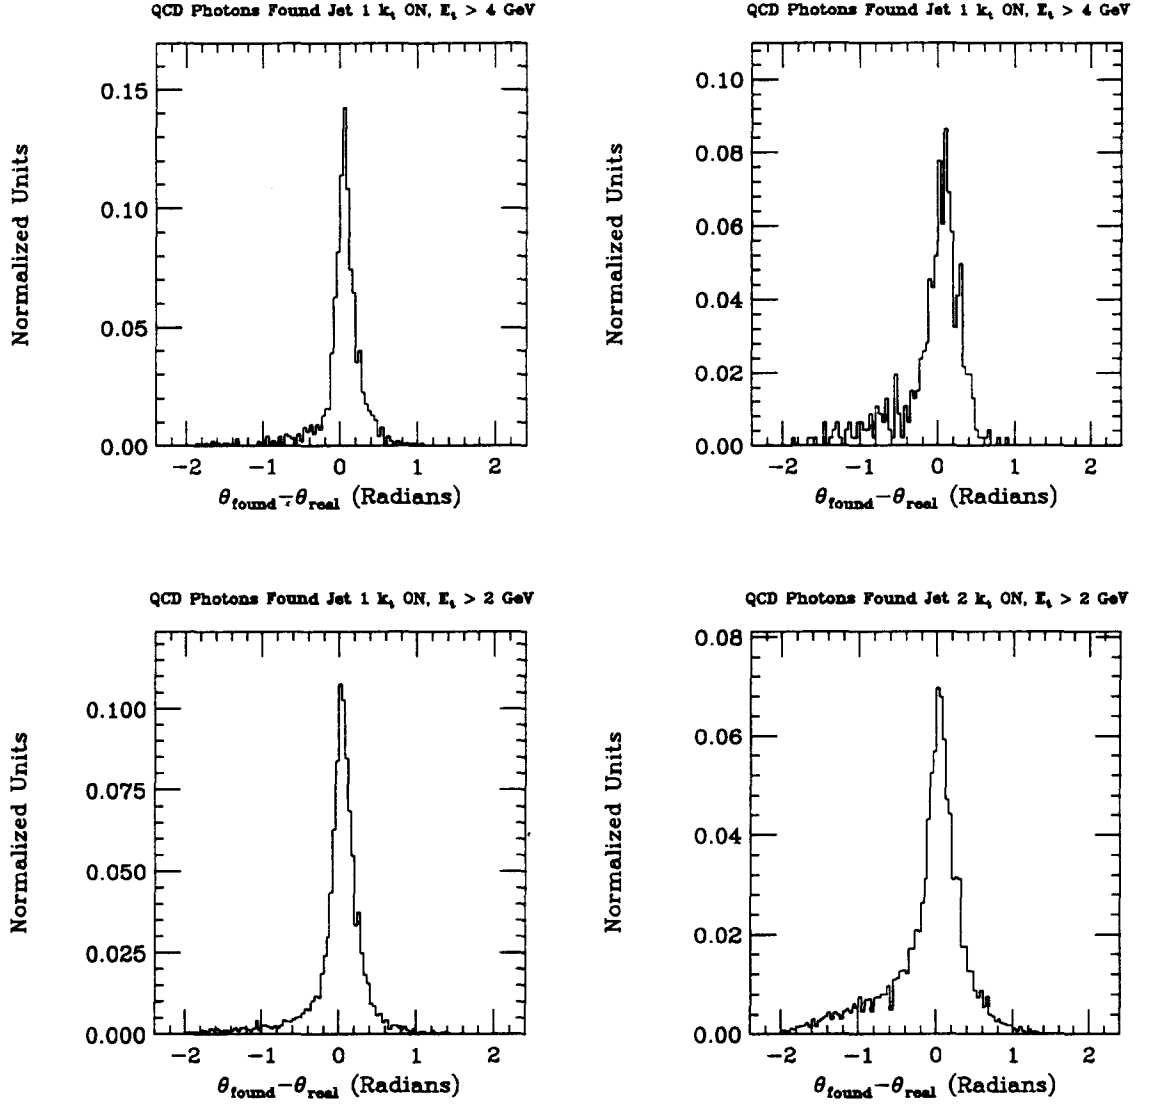 QCD Photons Found Jet 1 kt ON, Et > 4 GeV
0.15
0.10
0.05
0.00
Normalized Units
−2 −1 0 1 2
θfound−θreal (Radians)
QCD Photons Found Jet 1 kt ON, Et > 4 GeV
0.10
0.08
0.06
0.04
0.02
0.00
Normalized Units
−2 −1 0 1 2
θfound−θreal (Radians)
QCD Photons Found Jet 1 kt ON, Et > 2 GeV
0.100
0.075
0.050
0.025
0.000
Normalized Units
−2 −1 0 1 2
θfound−θreal (Radians)
QCD Photons Found Jet 2 kt ON, Et > 2 GeV
0.08
0.06
0.04
0.02
0.00
Normalized Units
−2 −1 0 1 2
θfound−θreal (Radians)